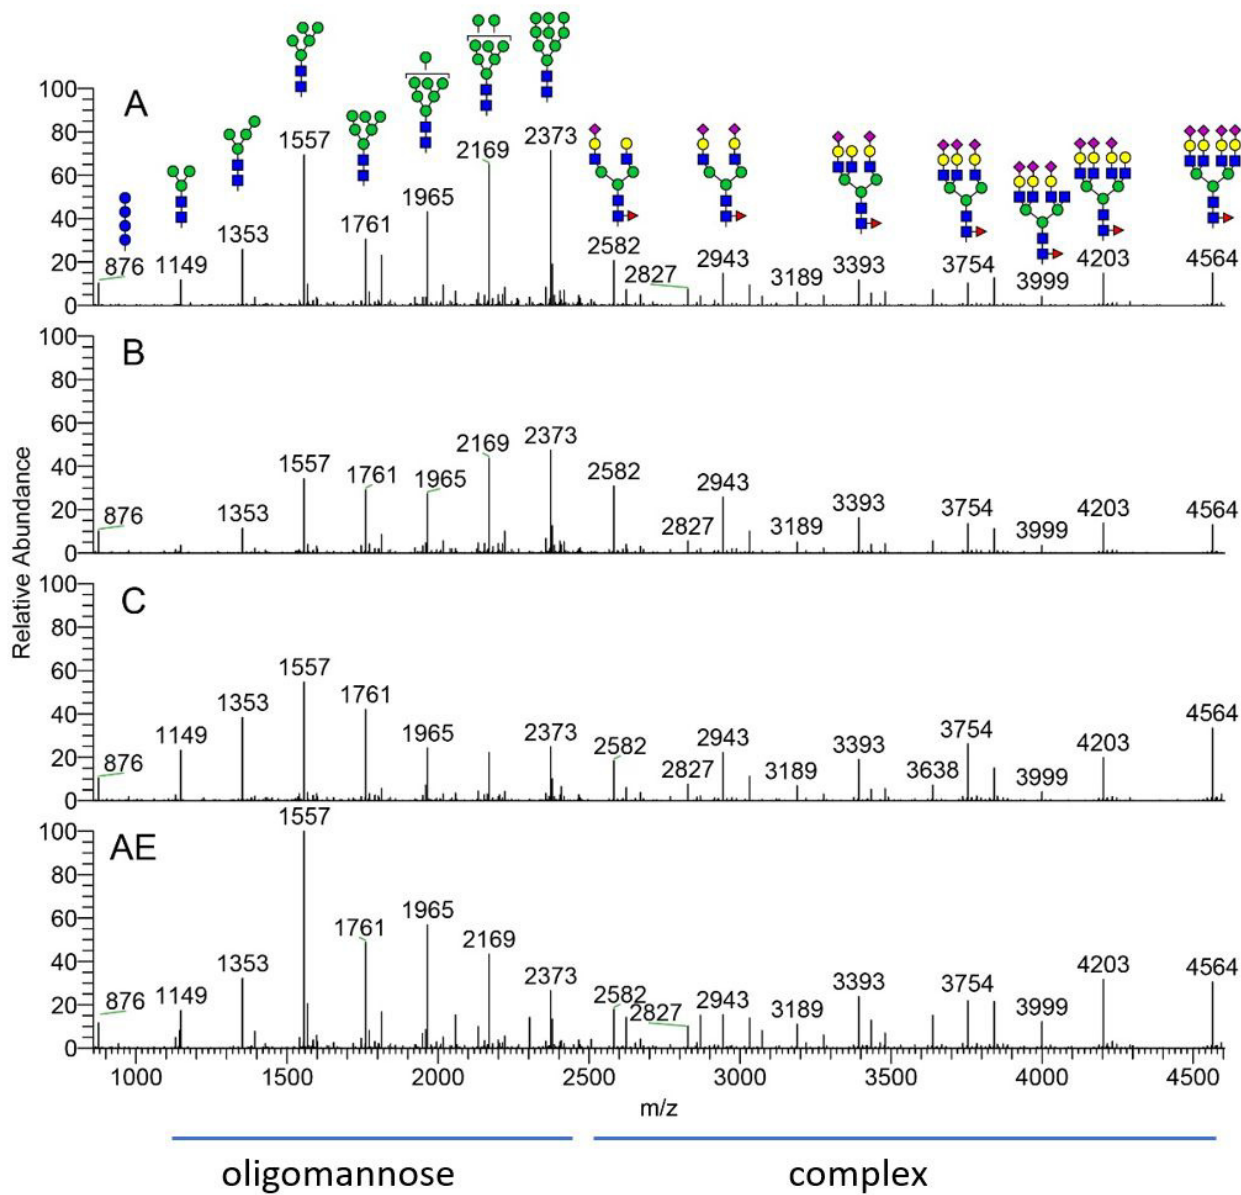 A
100
80
60
40
20
0
876 1149 1353 1557 1761 1965 2169 2373 2582 2827 2943 3189 3393 3754 3999 4203 4564
B
100
80
60
40
20
0
876 1353 1557 1761 1965 2169 2373 2582 2827 2943 3189 3393 3754 3999 4203 4564
Relative Abundance
C
100
80
60
40
20
0
876 1149 1353 1557 1761 1965 2373 2582 2827 2943 3189 3393 3638 3754 3999 4203 4564
AE
100
80
60
40
20
0
876 1149 1353 1557 1761 1965 2169 2373 2582 2827 2943 3189 3393 3754 3999 4203 4564
1000 1500 2000 2500 3000 3500 4000 4500
m/z
oligomannose complex